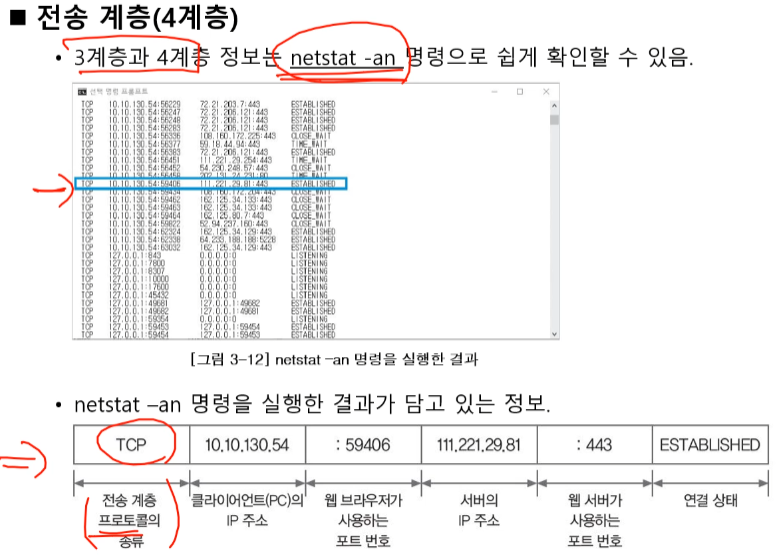 ■ 전송 계층(4계층)
• 3계층과 4계층 정보는 netstat -an 명령으로 쉽게 확인할 수 있음.
선택 명령 프롬프트
TCP 10.10.130.54:56229 72.21.203.7:443 ESTABLISHED
TCP 10.10.130.54:56247 72.21.206.121:443 ESTABLISHED
TCP 10.10.130.54:56248 72.21.206.121:443 ESTABLISHED
TCP 10.10.130.54:56283 72.21.206.121:443 ESTABLISHED
TCP 10.10.130.54:56336 108.160.172.225:443 CLOSE_WAIT
TCP 10.10.130.54:56377 59.18.44.94:443 TIME_WAIT
TCP 10.10.130.54:56383 72.21.206.121:443 ESTABLISHED
TCP 10.10.130.54:56451 111.221.29.254:443 TIME_WAIT
TCP 10.10.130.54:56452 54.230.248.57:443 CLOSE_WAIT
TCP 10.10.130.54:56458 202.131.24.231:80 TIME_WAIT
TCP 10.10.130.54:59406 111.221.29.81:443 ESTABLISHED
TCP 10.10.130.54:59434 108.160.172.204:443 CLOSE_WAIT
TCP 10.10.130.54:59462 162.125.34.133:443 CLOSE_WAIT
TCP 10.10.130.54:59463 162.125.34.133:443 CLOSE_WAIT
TCP 10.10.130.54:59464 162.125.80.7:443 CLOSE_WAIT
TCP 10.10.130.54:59822 52.94.237.160:443 CLOSE_WAIT
TCP 10.10.130.54:62324 162.125.34.129:443 ESTABLISHED
TCP 10.10.130.54:62338 64.233.188.188:5228 ESTABLISHED
TCP 10.10.130.54:63032 162.125.34.129:443 ESTABLISHED
TCP 127.0.0.1:843 0.0.0.0:0 LISTENING
TCP 127.0.0.1:7800 0.0.0.0:0 LISTENING
TCP 127.0.0.1:8307 0.0.0.0:0 LISTENING
TCP 127.0.0.1:10000 0.0.0.0:0 LISTENING
TCP 127.0.0.1:17600 0.0.0.0:0 LISTENING
TCP 127.0.0.1:45432 0.0.0.0:0 LISTENING
TCP 127.0.0.1:49681 127.0.0.1:49682 ESTABLISHED
TCP 127.0.0.1:49682 127.0.0.1:49681 ESTABLISHED
TCP 127.0.0.1:59354 0.0.0.0:0 LISTENING
TCP 127.0.0.1:59453 127.0.0.1:59454 ESTABLISHED
TCP 127.0.0.1:59454 127.0.0.1:59453 ESTABLISHED
[그림 3-12] netstat –an 명령을 실행한 결과
• netstat –an 명령을 실행한 결과가 담고 있는 정보.
TCP 10.10.130.54 : 59406 111.221.29.81 : 443 ESTABLISHED
전송 계층 클라이언트(PC)의 웹 브라우저가 서버의 웹 서버가 연결 상태
프로토콜의 IP 주소 사용하는 IP 주소 사용하는
종류 포트 번호 포트 번호